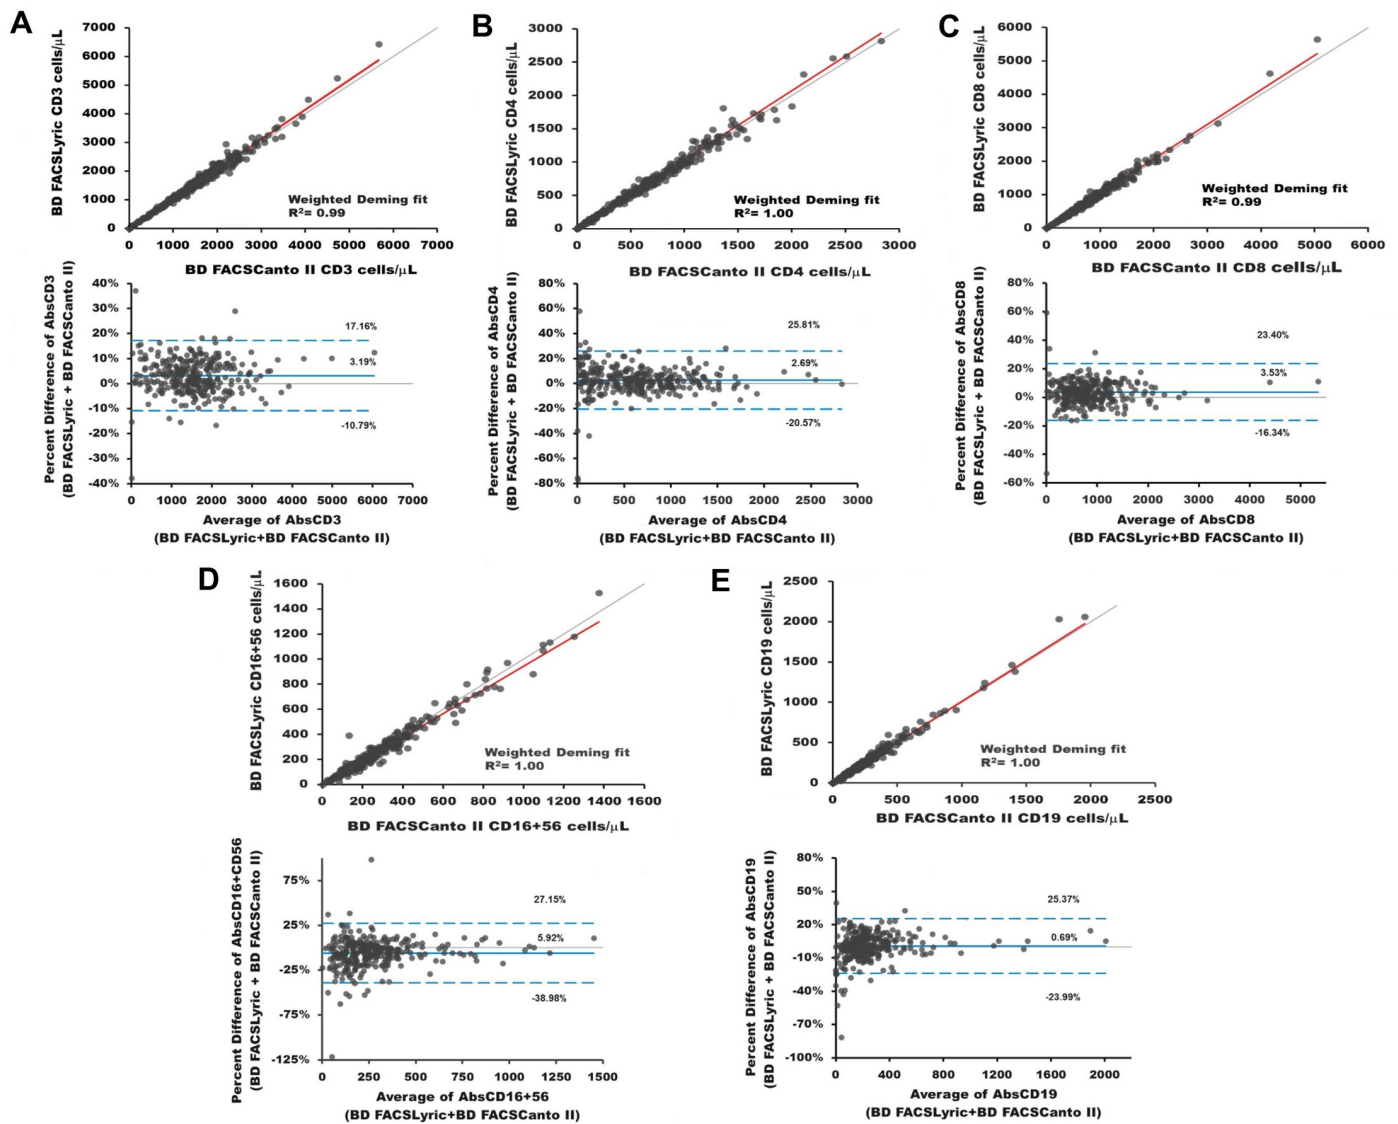 A
BD FACSLyric CD3 cells/µL
7000
6000
5000
4000
3000
2000
1000
0
Weighted Deming fit
R²= 0.99
0 1000 2000 3000 4000 5000 6000 7000
BD FACSCanto II CD3 cells/µL
Percent Difference of AbsCD3
(BD FACSLyric + BD FACSCanto II)
40%
30%
20%
10%
0%
-10%
-20%
-30%
-40%
17.16%
3.19%
-10.79%
0 1000 2000 3000 4000 5000 6000 7000
Average of AbsCD3
(BD FACSLyric+BD FACSCanto II)
B
BD FACSLyric CD4 cells/µL
3000
2500
2000
1500
1000
500
0
Weighted Deming fit
R²= 1.00
0 500 1000 1500 2000 2500 3000
BD FACSCanto II CD4 cells/µL
Percent Difference of AbsCD4
(BD FACSLyric + BD FACSCanto II)
80%
60%
40%
20%
0%
-20%
-40%
-60%
-80%
25.81%
2.69%
-20.57%
0 500 1000 1500 2000 2500 3000
Average of AbsCD4
(BD FACSLyric+BD FACSCanto II)
C
BD FACSLyric CD8 cells/µL
6000
5000
4000
3000
2000
1000
0
Weighted Deming fit
R²= 0.99
0 1000 2000 3000 4000 5000 6000
BD FACSCanto II CD8 cells/µL
Percent Difference of AbsCD8
(BD FACSLyric + BD FACSCanto II)
80%
60%
40%
20%
0%
-20%
-40%
-60%
23.40%
3.53%
-16.34%
0 1000 2000 3000 4000 5000
Average of AbsCD8
(BD FACSLyric+BD FACSCanto II)
D
BD FACSLyric CD16+56 cells/µL
1600
1400
1200
1000
800
600
400
200
0
Weighted Deming fit
R²= 1.00
0 200 400 600 800 1000 1200 1400 1600
BD FACSCanto II CD16+56 cells/µL
Percent Difference of AbsCD16+CD56
(BD FACSLyric + BD FACSCanto II)
75%
25%
-25%
-75%
-125%
27.15%
5.92%
-38.98%
0 250 500 750 1000 1250 1500
Average of AbsCD16+56
(BD FACSLyric+BD FACSCanto II)
E
BD FACSLyric CD19 cells/µL
2500
2000
1500
1000
500
0
Weighted Deming fit
R²= 1.00
0 500 1000 1500 2000 2500
BD FACSCanto II CD19 cells/µL
Percent Difference of AbsCD19
(BD FACSLyric + BD FACSCanto II)
80%
50%
20%
-10%
-40%
-70%
-100%
25.37%
0.69%
-23.99%
0 400 800 1200 1600 2000
Average of AbsCD19
(BD FACSLyric+BD FACSCanto II)